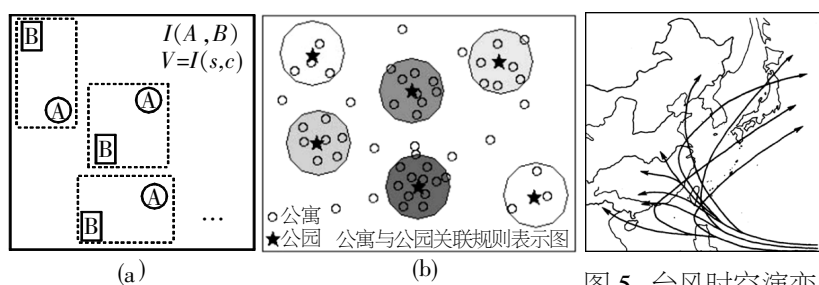 B
I(A,B)
V=I(s,c)
A
A
B
A
B
...
(a)
公寓
公园
公寓与公园关联规则表示图
(b)
图 5 台风时空演变